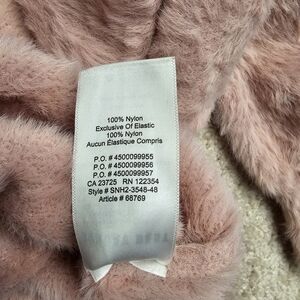 100% Nylon
Exclusive Of Elastic
100% Nylon
Aucun Élastique Compris
P.O. # 4500099955
P.O. # 4500099956
P.O. # 4500099957
CA 23725 RN 122354
Style # SNH2-3548-48
Article # 68769